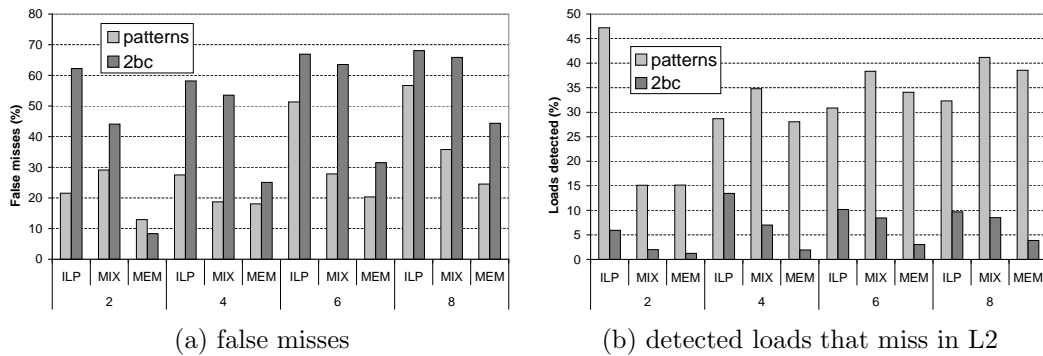 80
70
60
50
40
30
20
10
0
False misses (%)
patterns
2bc
ILP MIX MEM ILP MIX MEM ILP MIX MEM ILP MIX MEM
2 4 6 8
(a) false misses
50
45
40
35
30
25
20
15
10
5
0
Loads detected (%)
patterns
2bc
ILP MIX MEM ILP MIX MEM ILP MIX MEM ILP MIX MEM
2 4 6 8
(b) detected loads that miss in L2